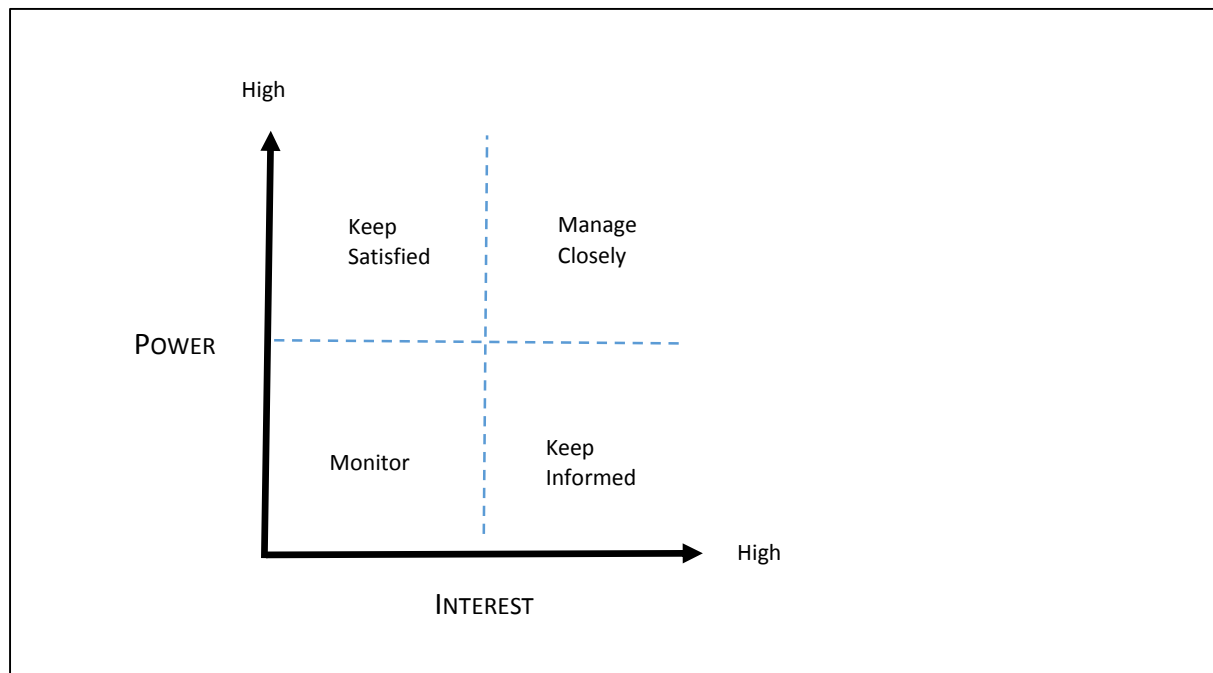 High
Keep
Satisfied
Manage
Closely
POWER
Monitor
Keep
Informed
High
INTEREST